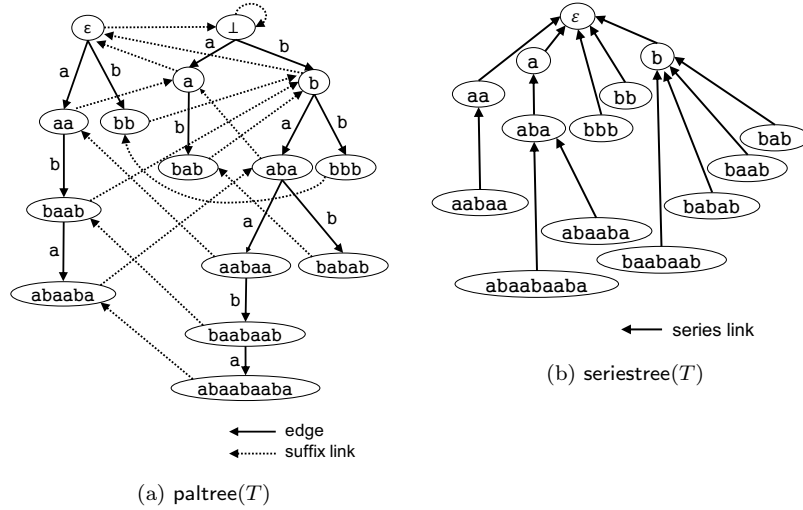 ε ⊥
a b a b
a b
aa bb b b
a b
b bab aba bbb
baab
a a b
abaaba aabaa babab
b
baabaab
a
abaabaaba
edge
suffix link
(a) paltree(T)
ε
a b
aa bb
aba bbb bab
baab
aabaa babab
abaaba
baabaab
abaabaaba
series link
(b) seriestree(T)